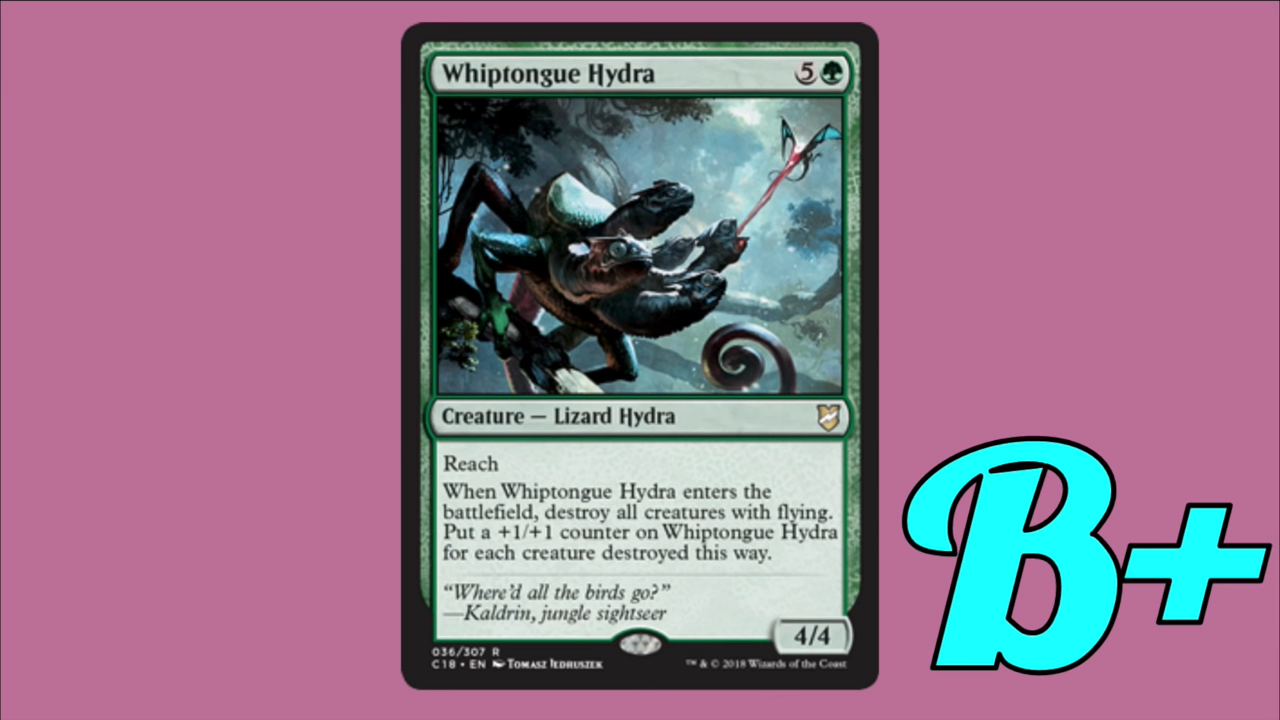 Whiptongue Hydra 5
Creature — Lizard Hydra
Reach
When Whiptongue Hydra enters the
battlefield, destroy all creatures with flying.
Put a +1/+1 counter on Whiptongue Hydra
for each creature destroyed this way.
“Where’d all the birds go?”
—Kaldrin, jungle sightseer
4/4
036/307 R
C18 • EN Tomasz Jedruszek
™ & © 2018 Wizards of the Coast
B+